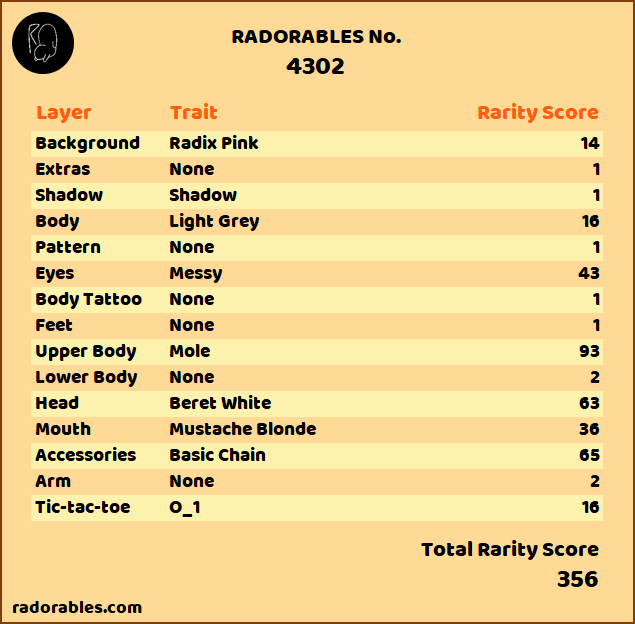 RADORABLES No.
4302
Layer Trait Rarity Score
Background Radix Pink 14
Extras None 1
Shadow Shadow 1
Body Light Grey 16
Pattern None 1
Eyes Messy 43
Body Tattoo None 1
Feet None 1
Upper Body Mole 93
Lower Body None 2
Head Beret White 63
Mouth Mustache Blonde 36
Accessories Basic Chain 65
Arm None 2
Tic-tac-toe O_1 16
Total Rarity Score
356
radorables.com